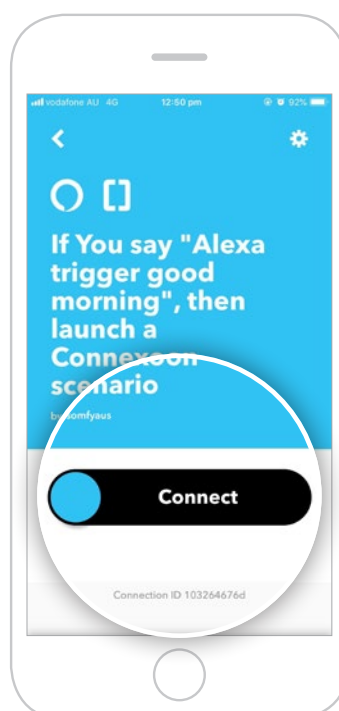 vodafone AU 4G 12:50 pm 92%
If You say "Alexa
trigger good
morning", then
launch a
Connexoon
scenario
by somfyaus
Connect
Connection ID 103264676d